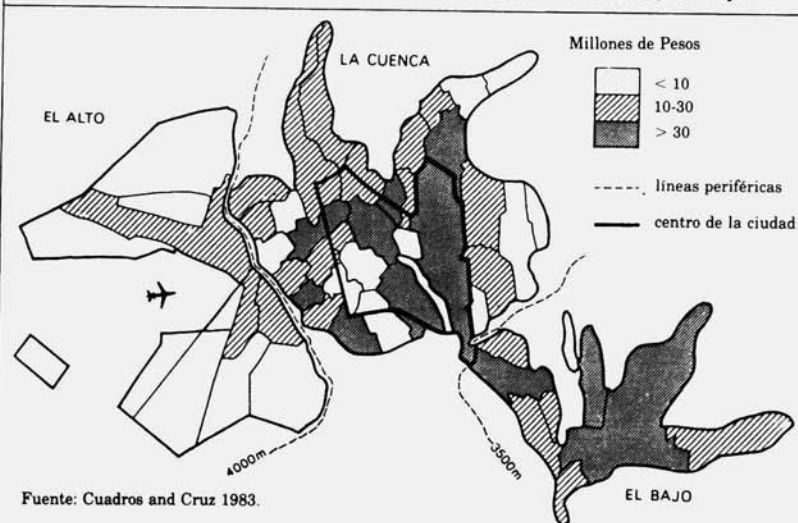 Millones de Pesos
< 10
10-30
> 30
líneas periféricas
centro de la ciudad
LA CUENCA
EL ALTO
4000m
3500m
EL BAJO
Fuente: Cuadros and Cruz 1983.